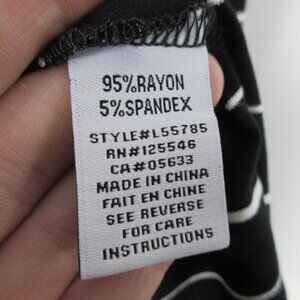 95%RAYON
5%SPANDEX
STYLE#L55785
RN#125546
CA#05633
MADE IN CHINA
FAIT EN CHINE
SEE REVERSE
FOR CARE
INSTRUCTIONS